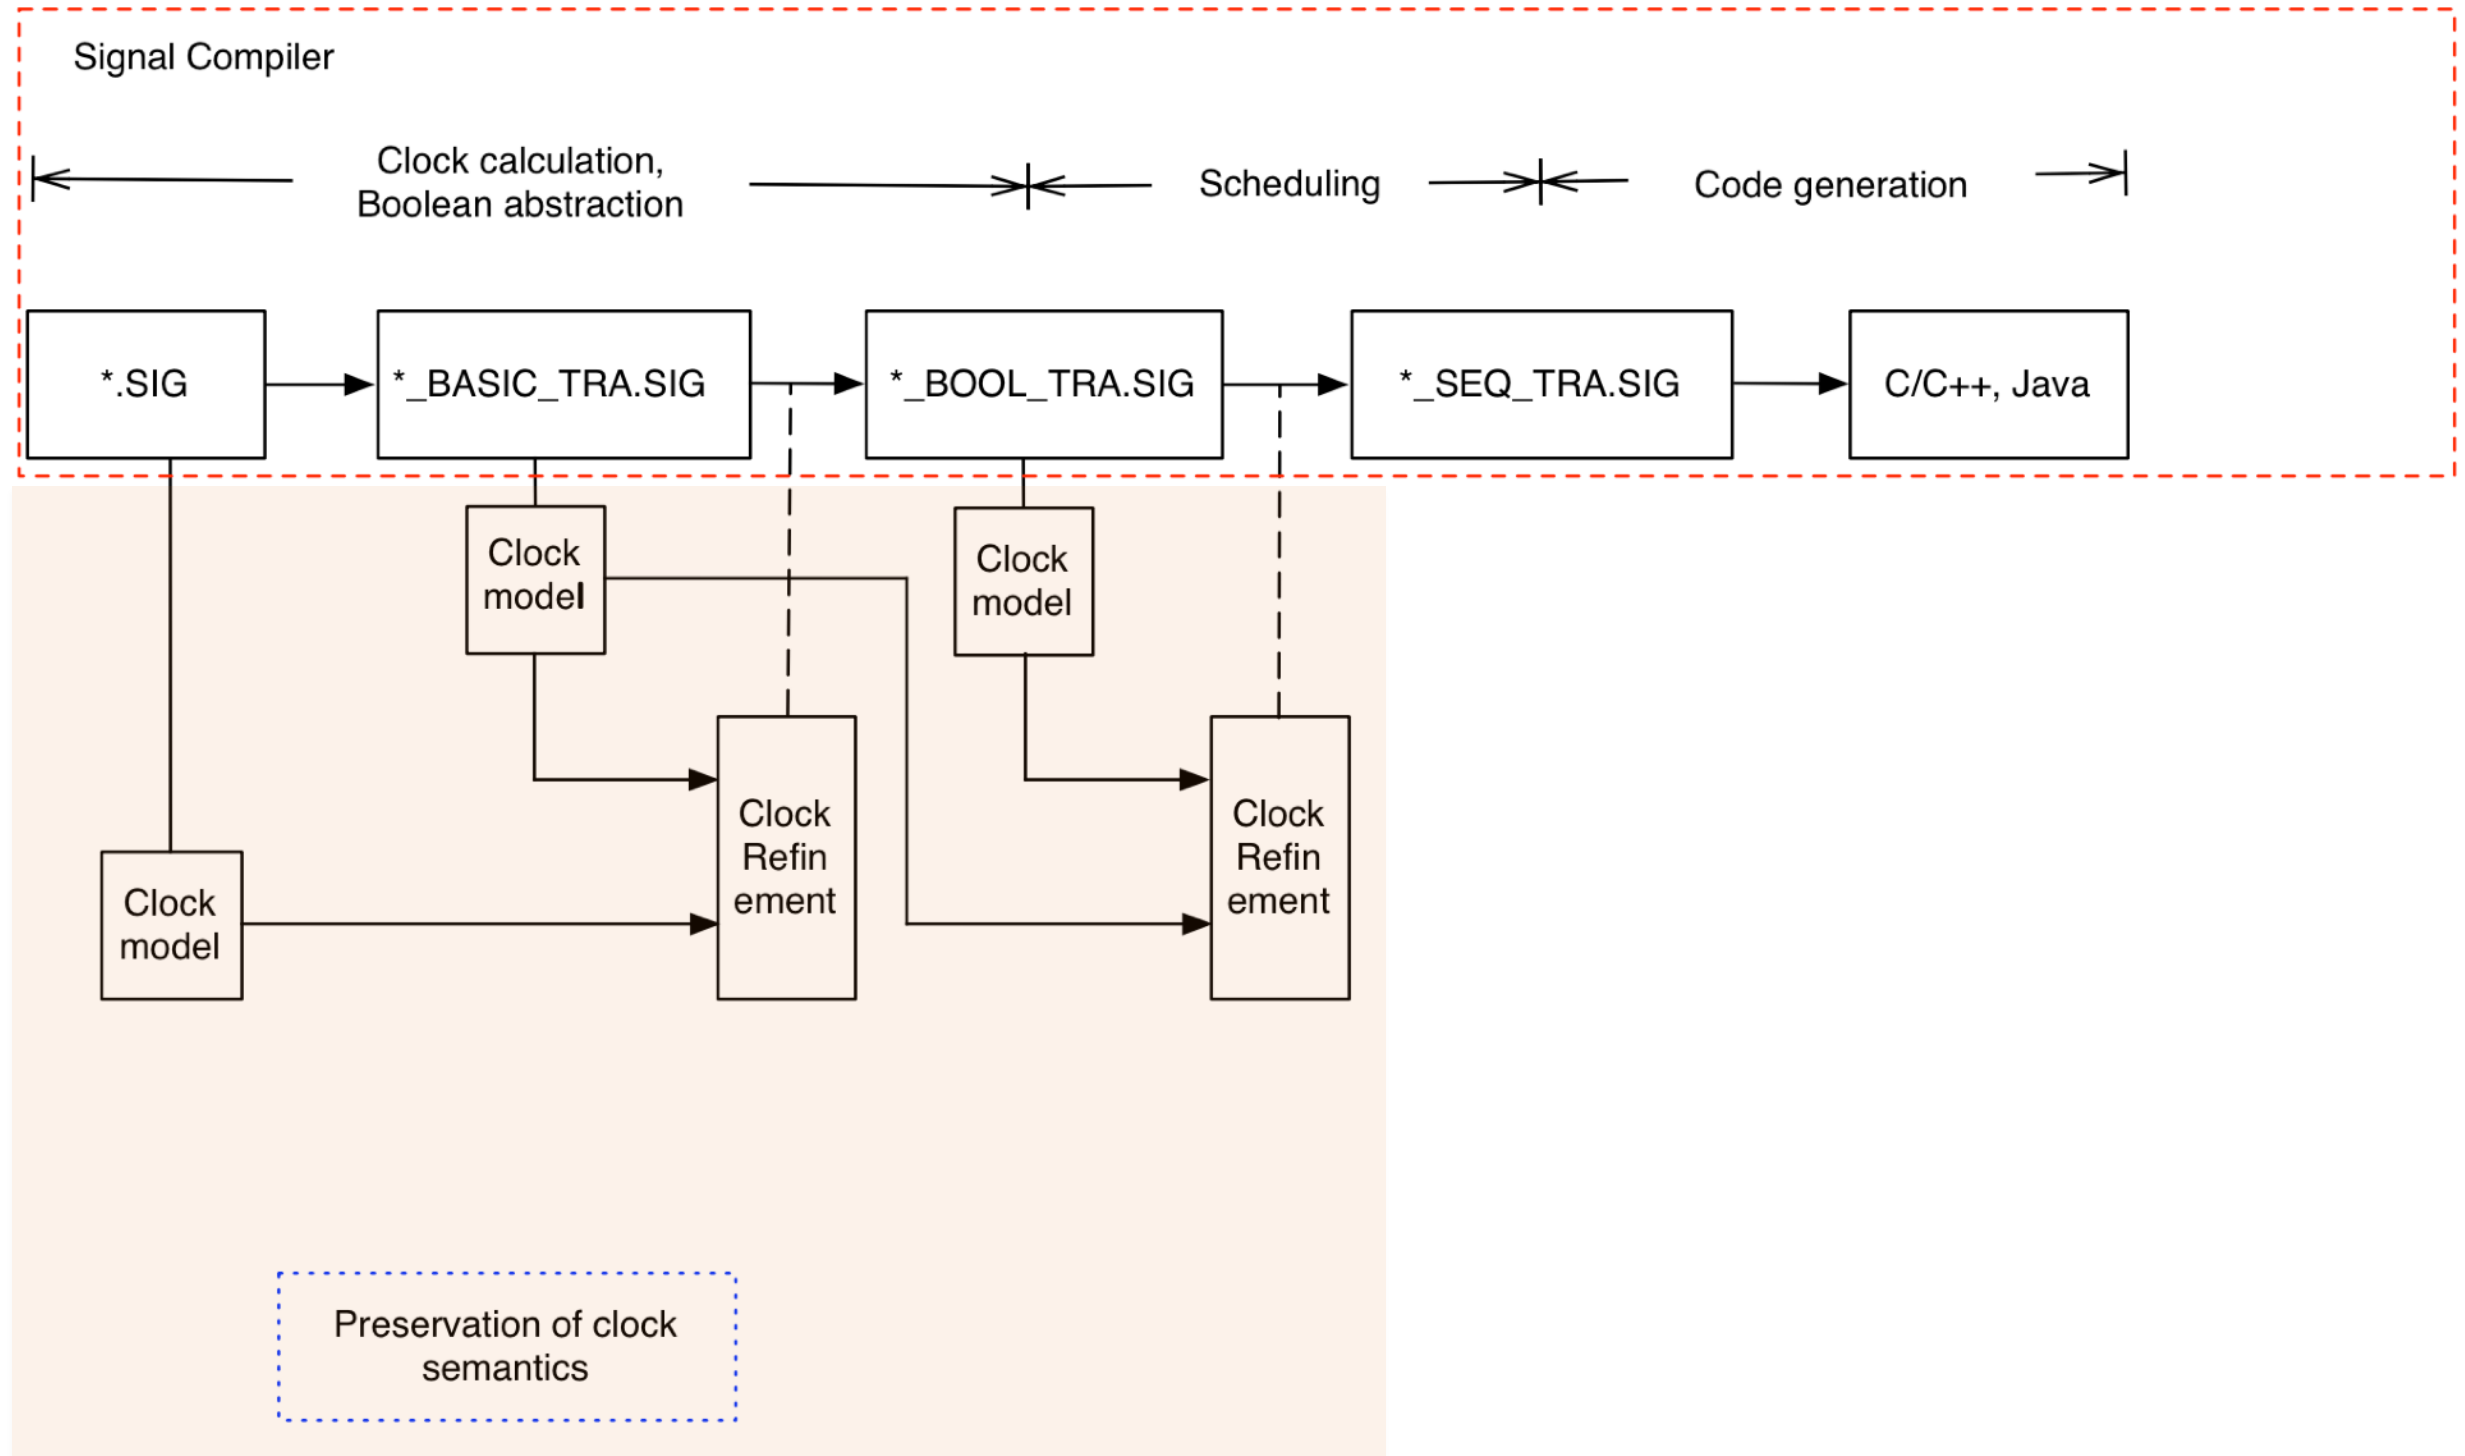 Signal Compiler
Clock calculation,
Boolean abstraction
Scheduling
Code generation
*.SIG
*_BASIC_TRA.SIG
*_BOOL_TRA.SIG
*_SEQ_TRA.SIG
C/C++, Java
Clock
model
Clock
model
Clock
Refin
ement
Clock
Refin
ement
Clock
model
Preservation of clock
semantics